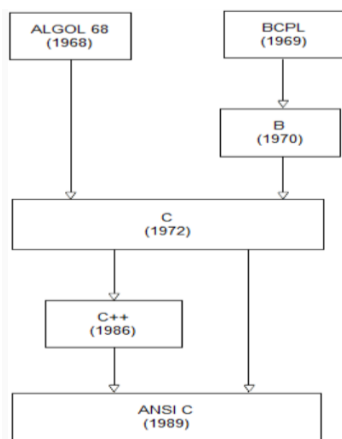 ALGOL 68
(1968)
BCPL
(1969)
B
(1970)
C
(1972)
C++
(1986)
ANSI C
(1989)